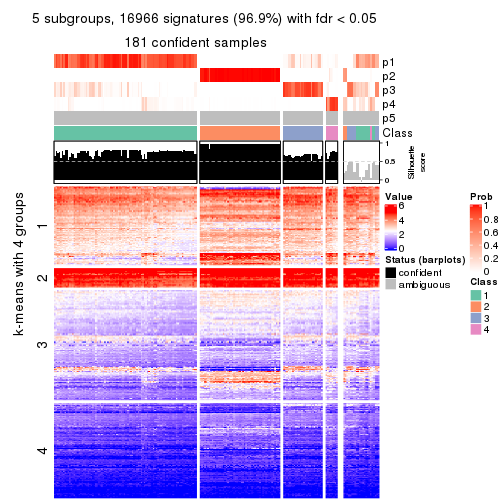 5 subgroups, 16966 signatures (96.9%) with fdr < 0.05
181 confident samples
p1
p2
p3
p4
p5
Class
1
0.5
0
Silhouette
score
k-means with 4 groups
1
2
3
4
Value
6
4
2
0
Status (barplots)
confident
ambiguous
Prob
1
0.8
0.6
0.4
0.2
0
Class
1
2
3
4